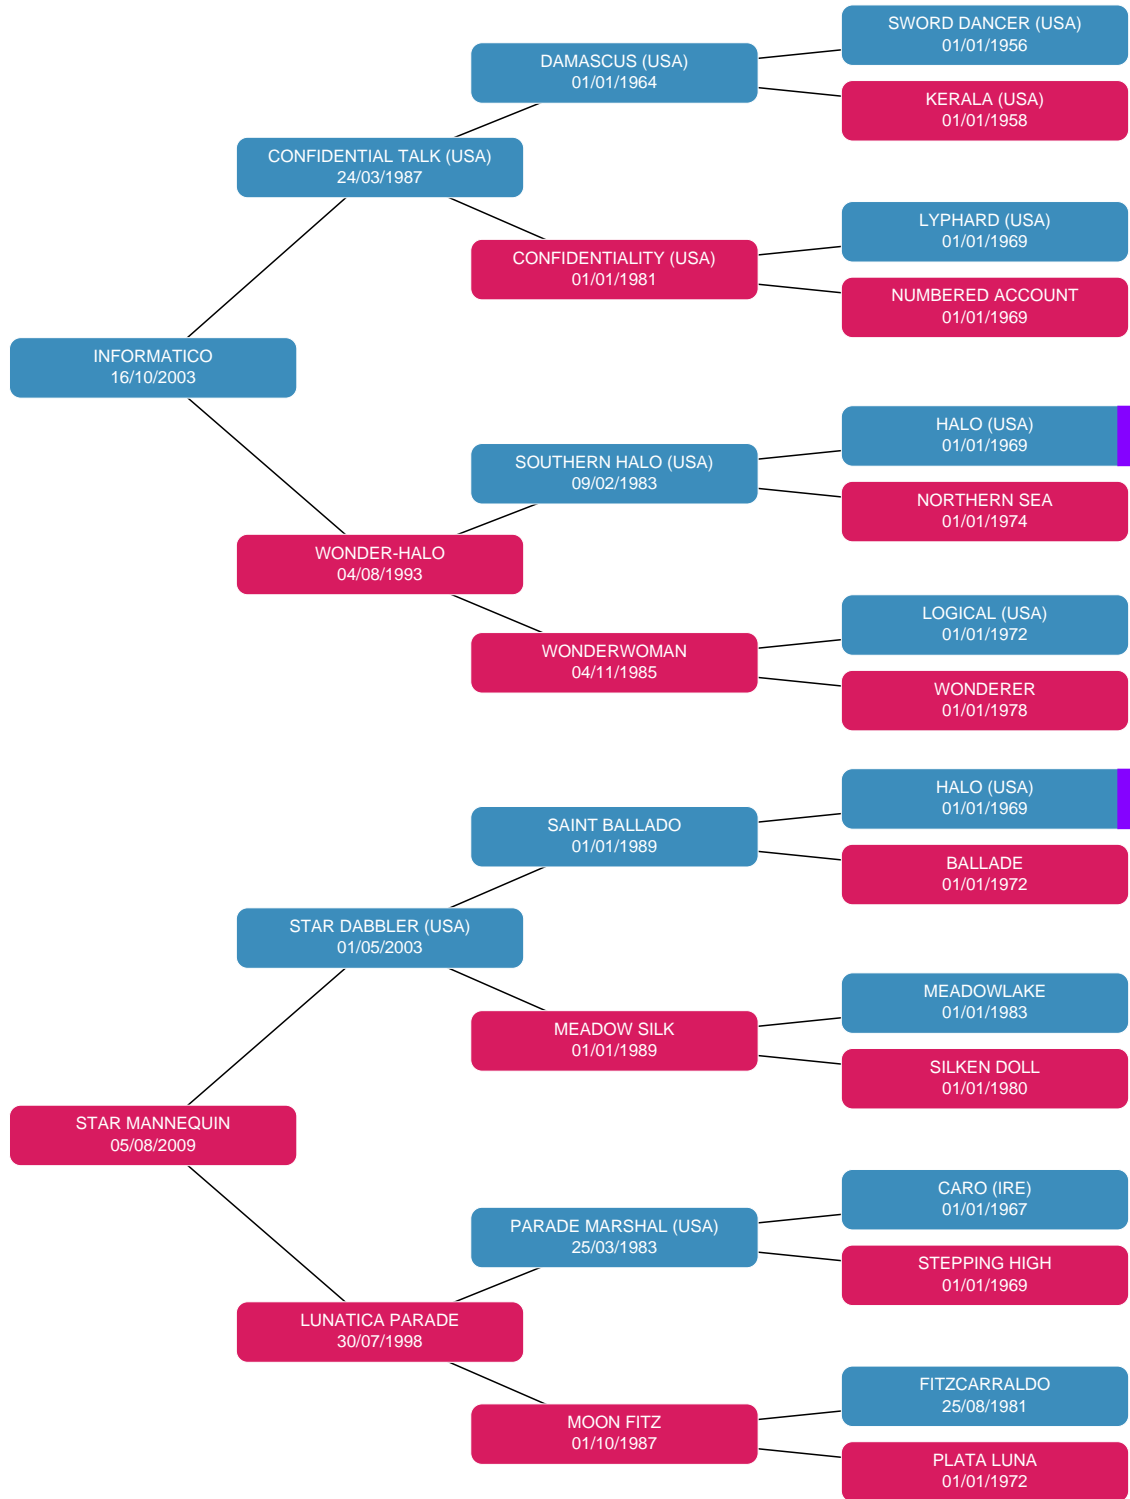 SWORD DANCER (USA)
01/01/1956
DAMASCUS (USA)
01/01/1964
KERALA (USA)
01/01/1958
CONFIDENTIAL TALK (USA)
24/03/1987
LYPHARD (USA)
01/01/1969
CONFIDENTIALITY (USA)
01/01/1981
NUMBERED ACCOUNT
01/01/1969
INFORMATICO
16/10/2003
HALO (USA)
01/01/1969
SOUTHERN HALO (USA)
09/02/1983
NORTHERN SEA
01/01/1974
WONDER-HALO
04/08/1993
LOGICAL (USA)
01/01/1972
WONDERWOMAN
04/11/1985
WONDERER
01/01/1978
HALO (USA)
01/01/1969
SAINT BALLADO
01/01/1989
BALLADE
01/01/1972
STAR DABBLER (USA)
01/05/2003
MEADOWLAKE
01/01/1983
MEADOW SILK
01/01/1989
SILKEN DOLL
01/01/1980
STAR MANNEQUIN
05/08/2009
CARO (IRE)
01/01/1967
PARADE MARSHAL (USA)
25/03/1983
STEPPING HIGH
01/01/1969
LUNATICA PARADE
30/07/1998
FITZCARRALDO
25/08/1981
MOON FITZ
01/10/1987
PLATA LUNA
01/01/1972